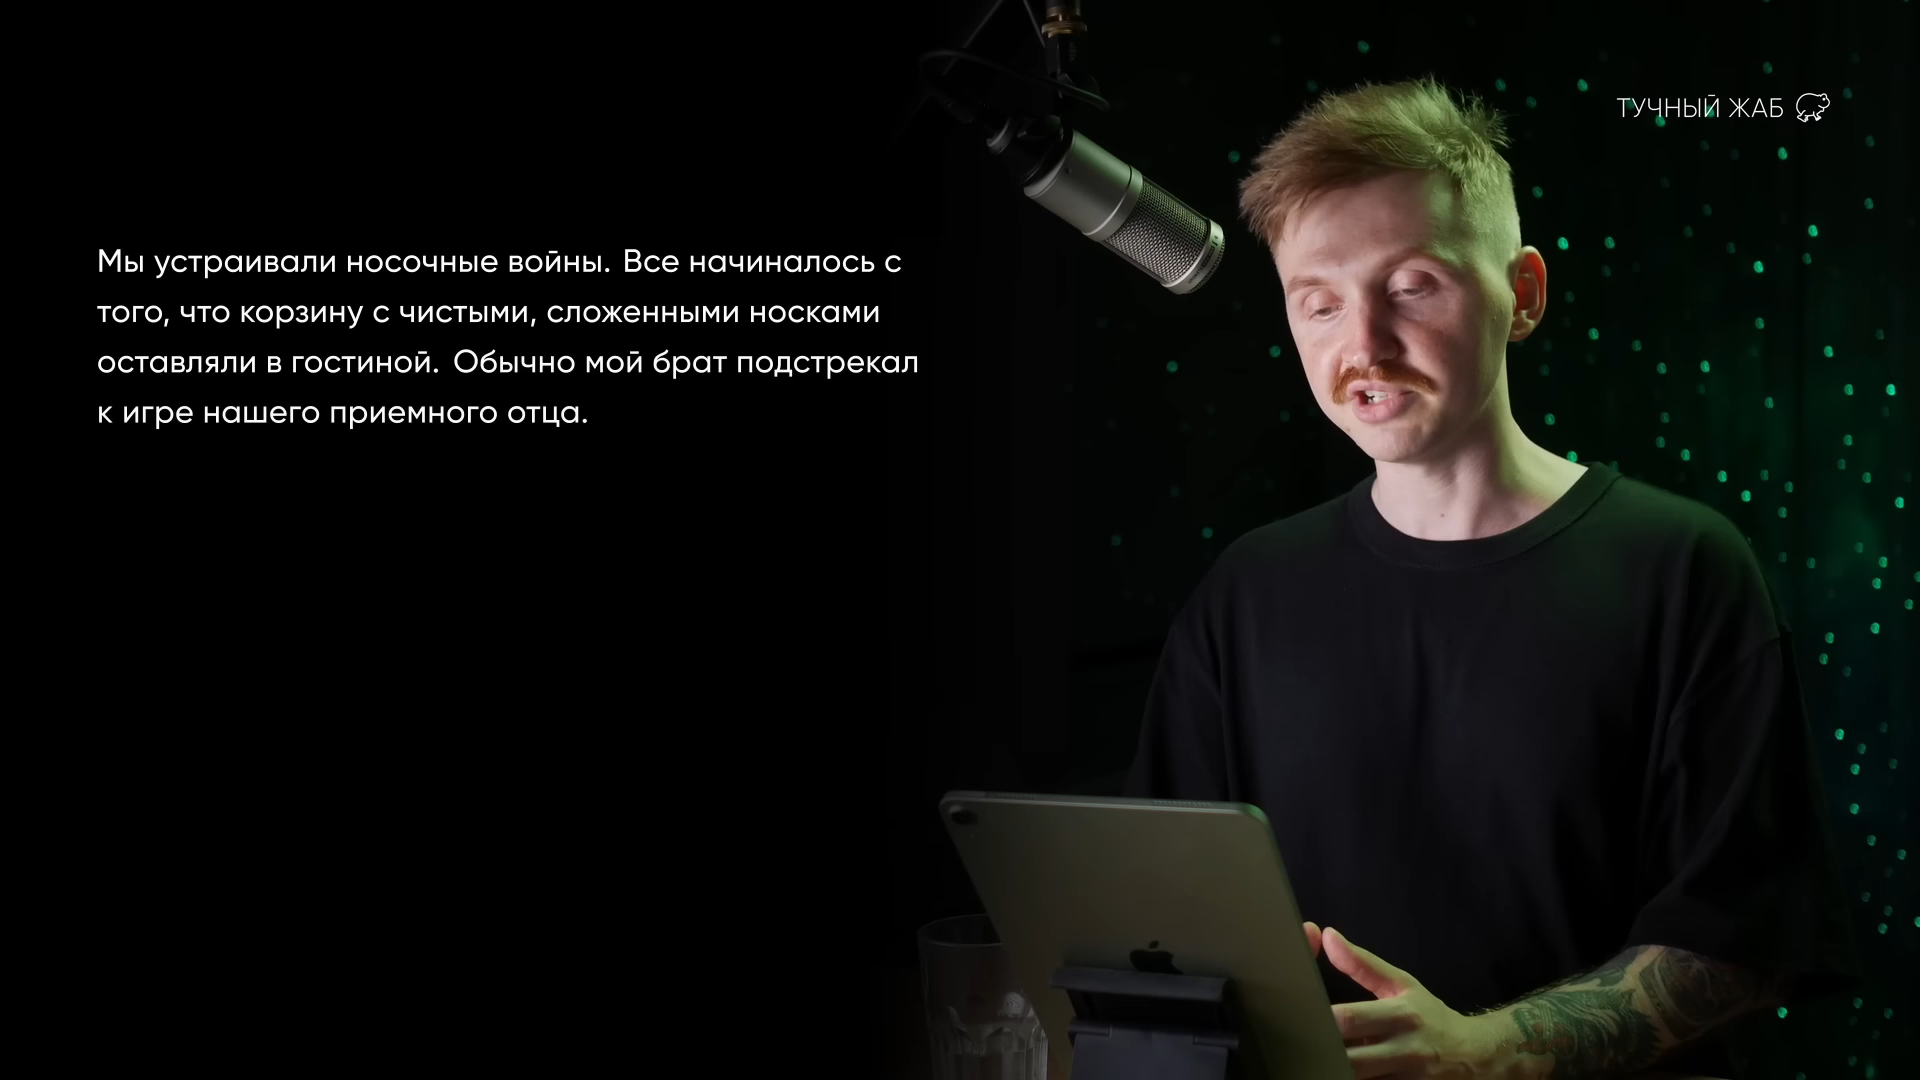 ТУЧНЫЙ ЖАБ
Мы устраивали носочные войны. Все начиналось с
того, что корзину с чистыми, сложенными носками
оставляли в гостиной. Обычно мой брат подстрекал
к игре нашего приемного отца.